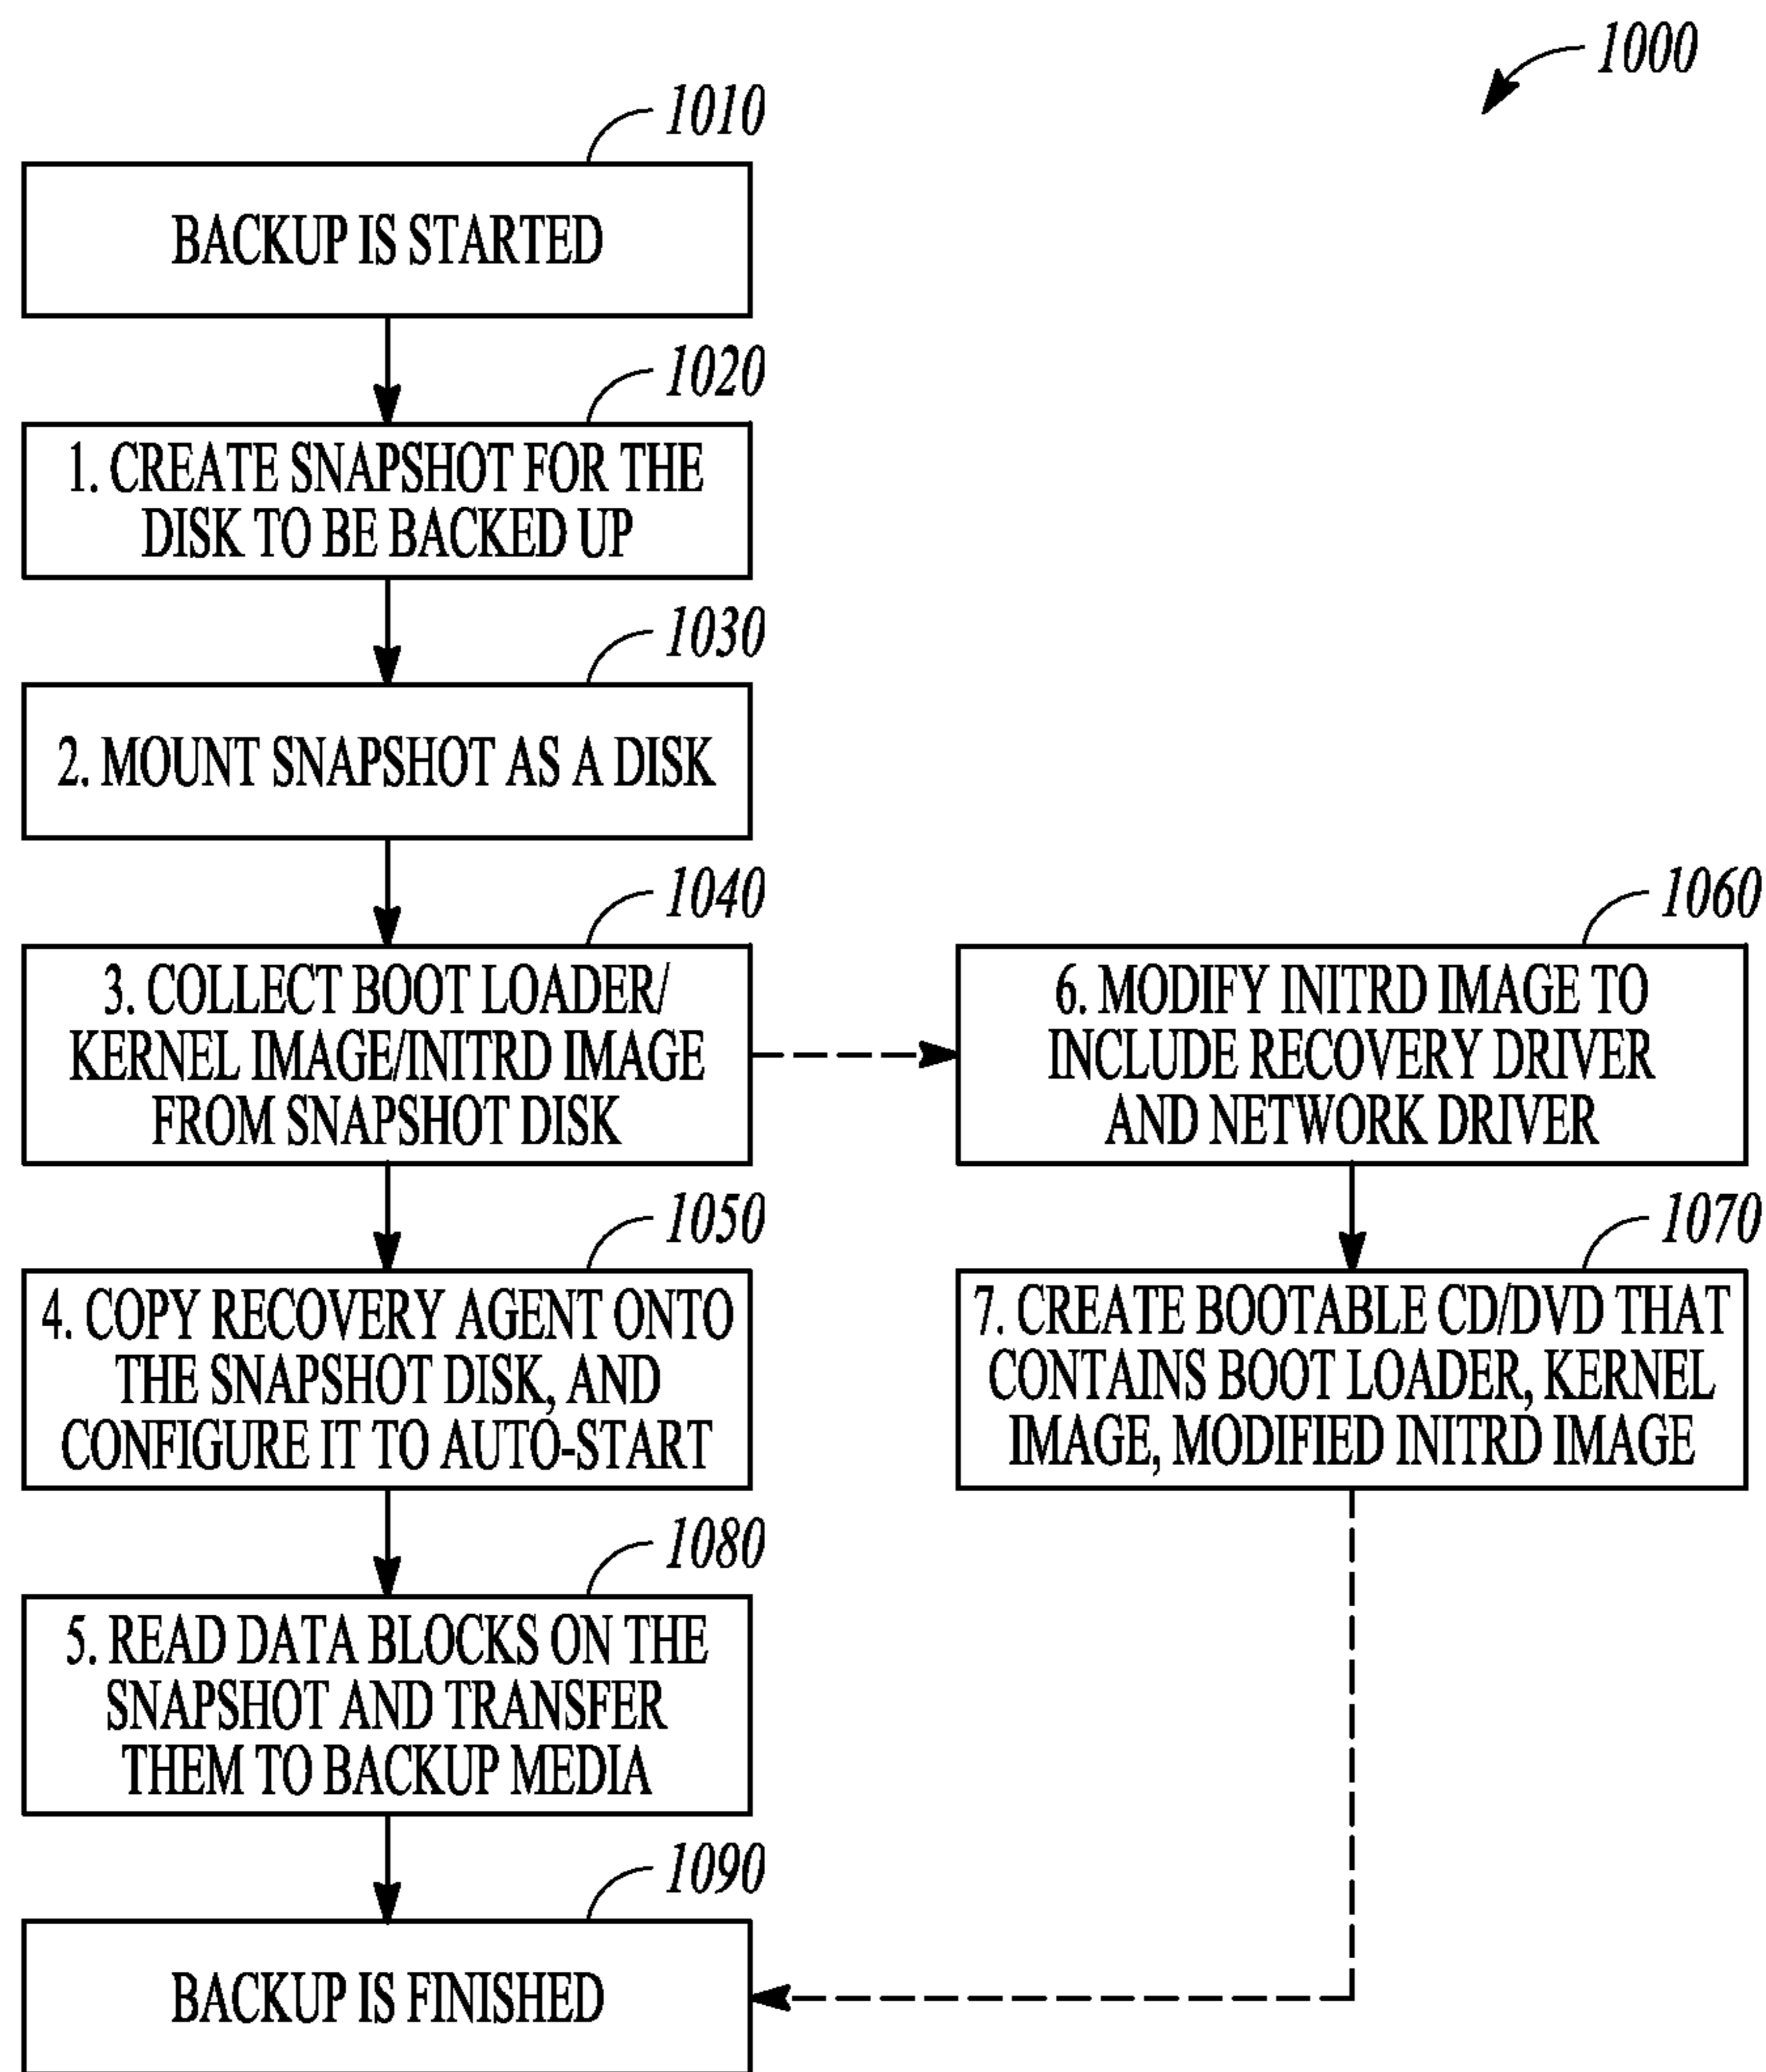 1000
1010
BACKUP IS STARTED
1020
1. CREATE SNAPSHOT FOR THE
DISK TO BE BACKED UP
1030
2. MOUNT SNAPSHOT AS A DISK
1040
3. COLLECT BOOT LOADER/
KERNEL IMAGE/INITRD IMAGE
FROM SNAPSHOT DISK
1060
6. MODIFY INITRD IMAGE TO
INCLUDE RECOVERY DRIVER
AND NETWORK DRIVER
1050
4. COPY RECOVERY AGENT ONTO
THE SNAPSHOT DISK, AND
CONFIGURE IT TO AUTO-START
1070
7. CREATE BOOTABLE CD/DVD THAT
CONTAINS BOOT LOADER, KERNEL
IMAGE, MODIFIED INITRD IMAGE
1080
5. READ DATA BLOCKS ON THE
SNAPSHOT AND TRANSFER
THEM TO BACKUP MEDIA
1090
BACKUP IS FINISHED